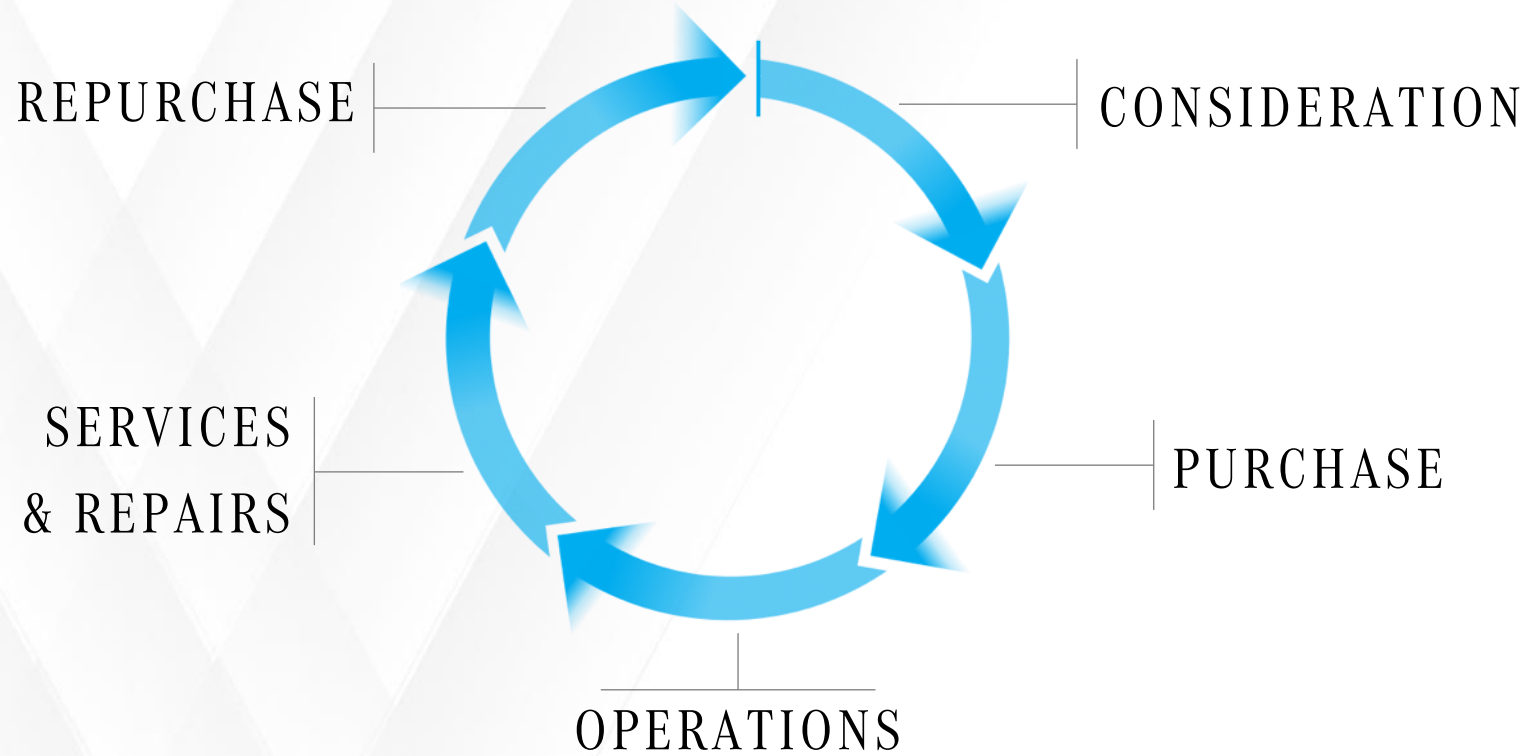 REPURCHASE
CONSIDERATION
SERVICES
& REPAIRS
PURCHASE
OPERATIONS